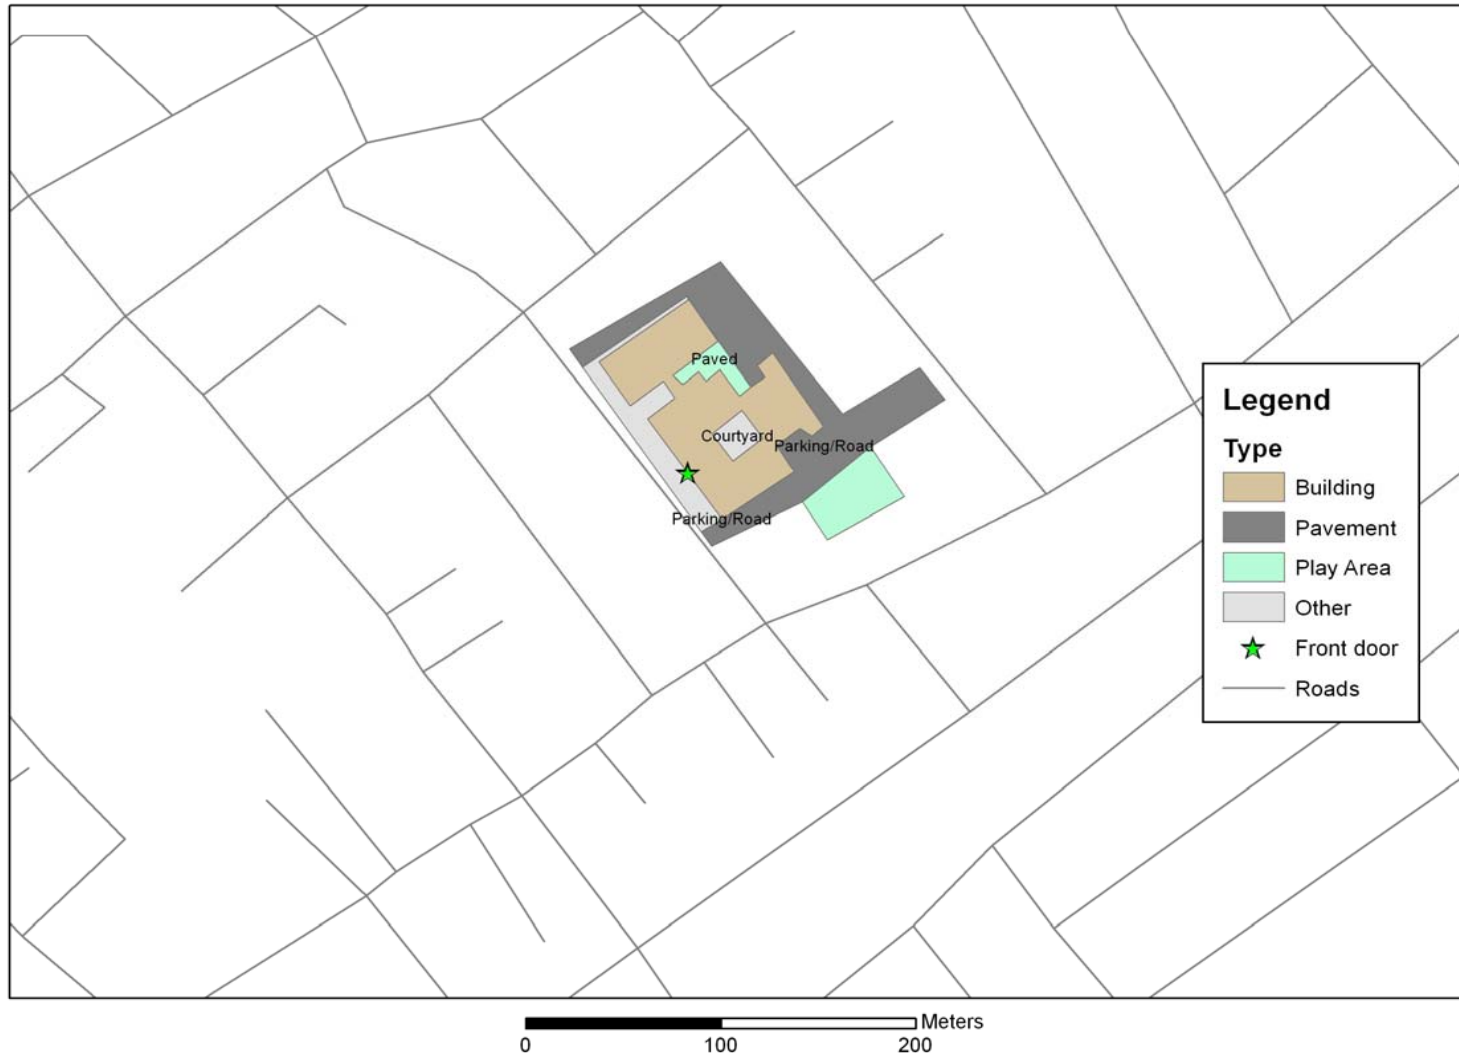 Paved
Courtyard
Parking/Road
Parking/Road
Legend
Type
Building
Pavement
Play Area
Other
Front door
Roads
Meters
0 100 200